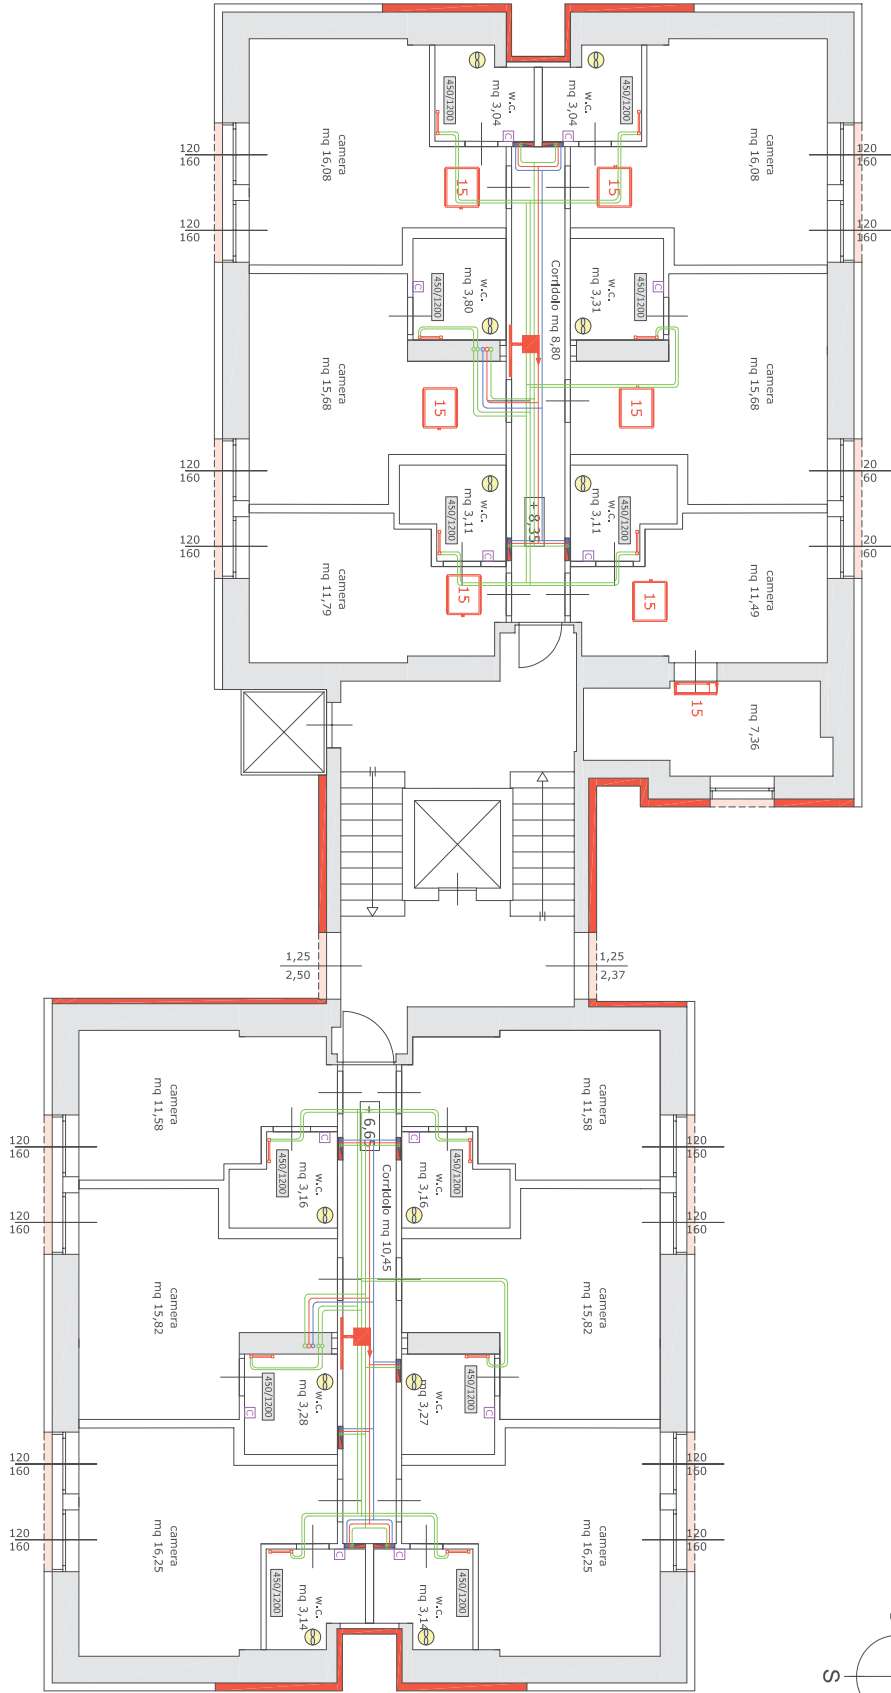 450/1200
w.c.
mq 3,04
C
w.c.
mq 3,04
C
450/1200
camera
mq 16,08
camera
mq 16,08
120
160
120
160
120
160
120
160
15
15
450/1200
w.c.
mq 3,80
C
Corridoio mq 8,80
w.c.
mq 3,31
450/1200
C
camera
mq 15,68
camera
mq 15,68
15
15
120
160
120
160
120
160
120
160
450/1200
w.c.
mq 3,11
C
+ 8,35
w.c.
mq 3,11
450/1200
C
camera
mq 11,79
camera
mq 11,49
15
15
15
mq 7,36
1,25
2,50
1,25
2,37
camera
mq 11,58
camera
mq 11,58
+ 6,65
C
C
120
160
120
160
120
160
120
160
450/1200
w.c.
mq 3,16
Corridoio mq 10,45
w.c.
mq 3,16
450/1200
camera
mq 15,82
camera
mq 15,82
450/1200
w.c.
mq 3,28
C
w.c.
mq 3,27
450/1200
C
120
160
120
160
120
160
120
160
camera
mq 16,25
camera
mq 16,25
C
C
450/1200
w.c.
mq 3,14
w.c.
mq 3,14
450/1200
S